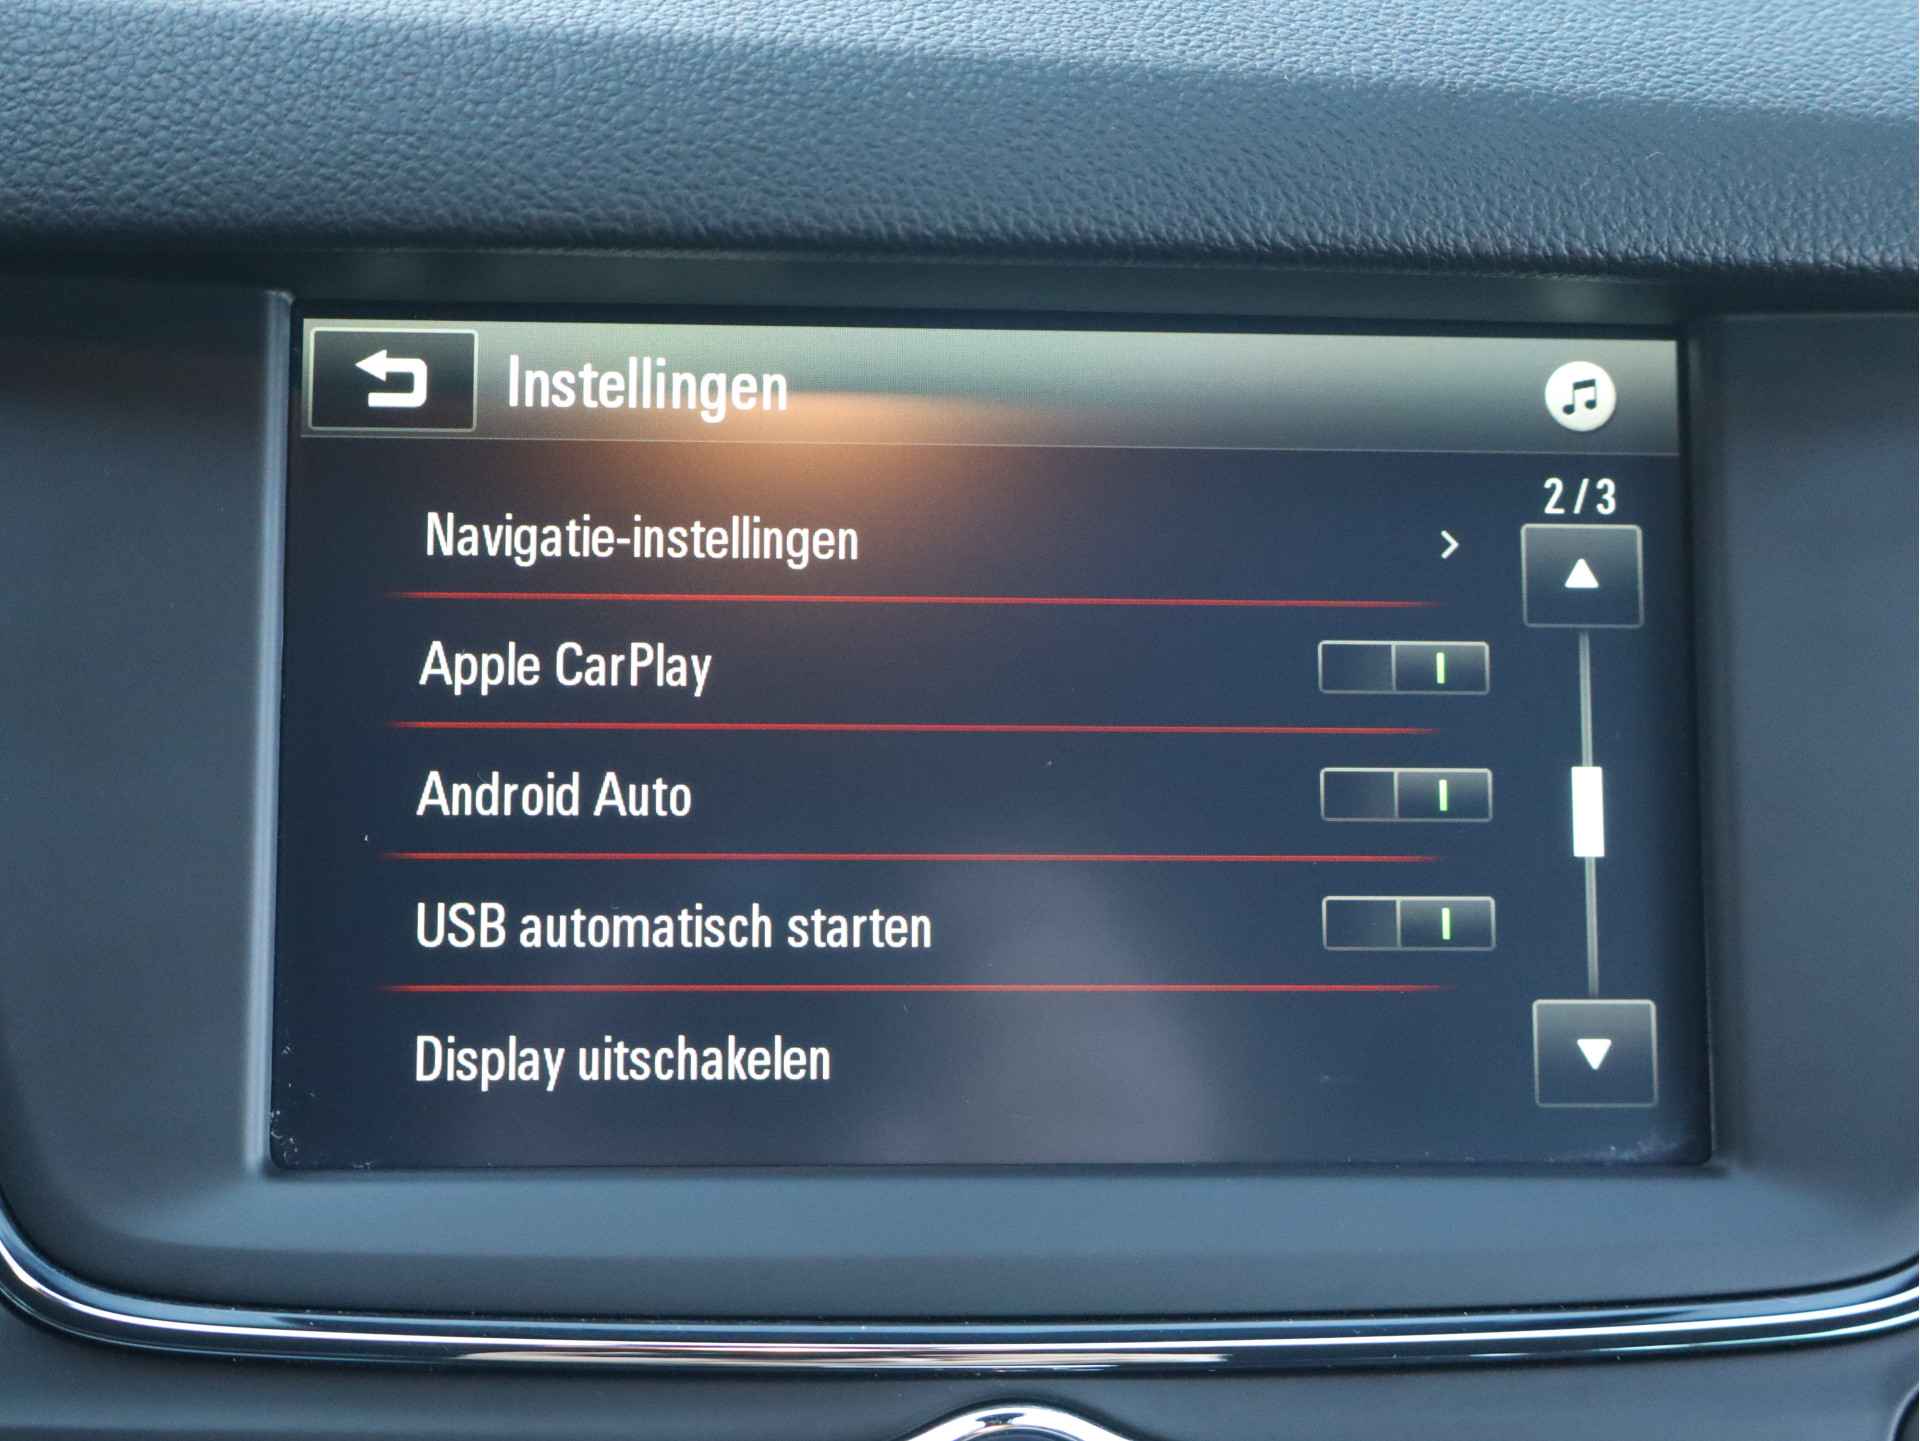 Instellingen
2/3
Navigatie-instellingen
Apple CarPlay
Android Auto
USB automatisch starten
Display uitschakelen